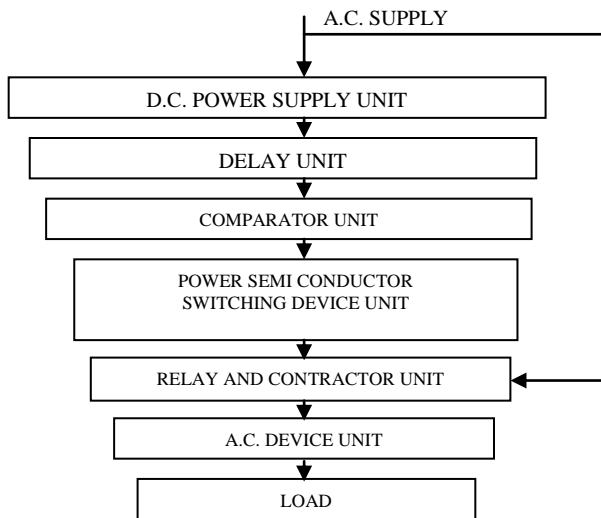 A.C. SUPPLY
D.C. POWER SUPPLY UNIT
DELAY UNIT
COMPARATOR UNIT
POWER SEMI CONDUCTOR
SWITCHING DEVICE UNIT
RELAY AND CONTRACTOR UNIT
A.C. DEVICE UNIT
LOAD